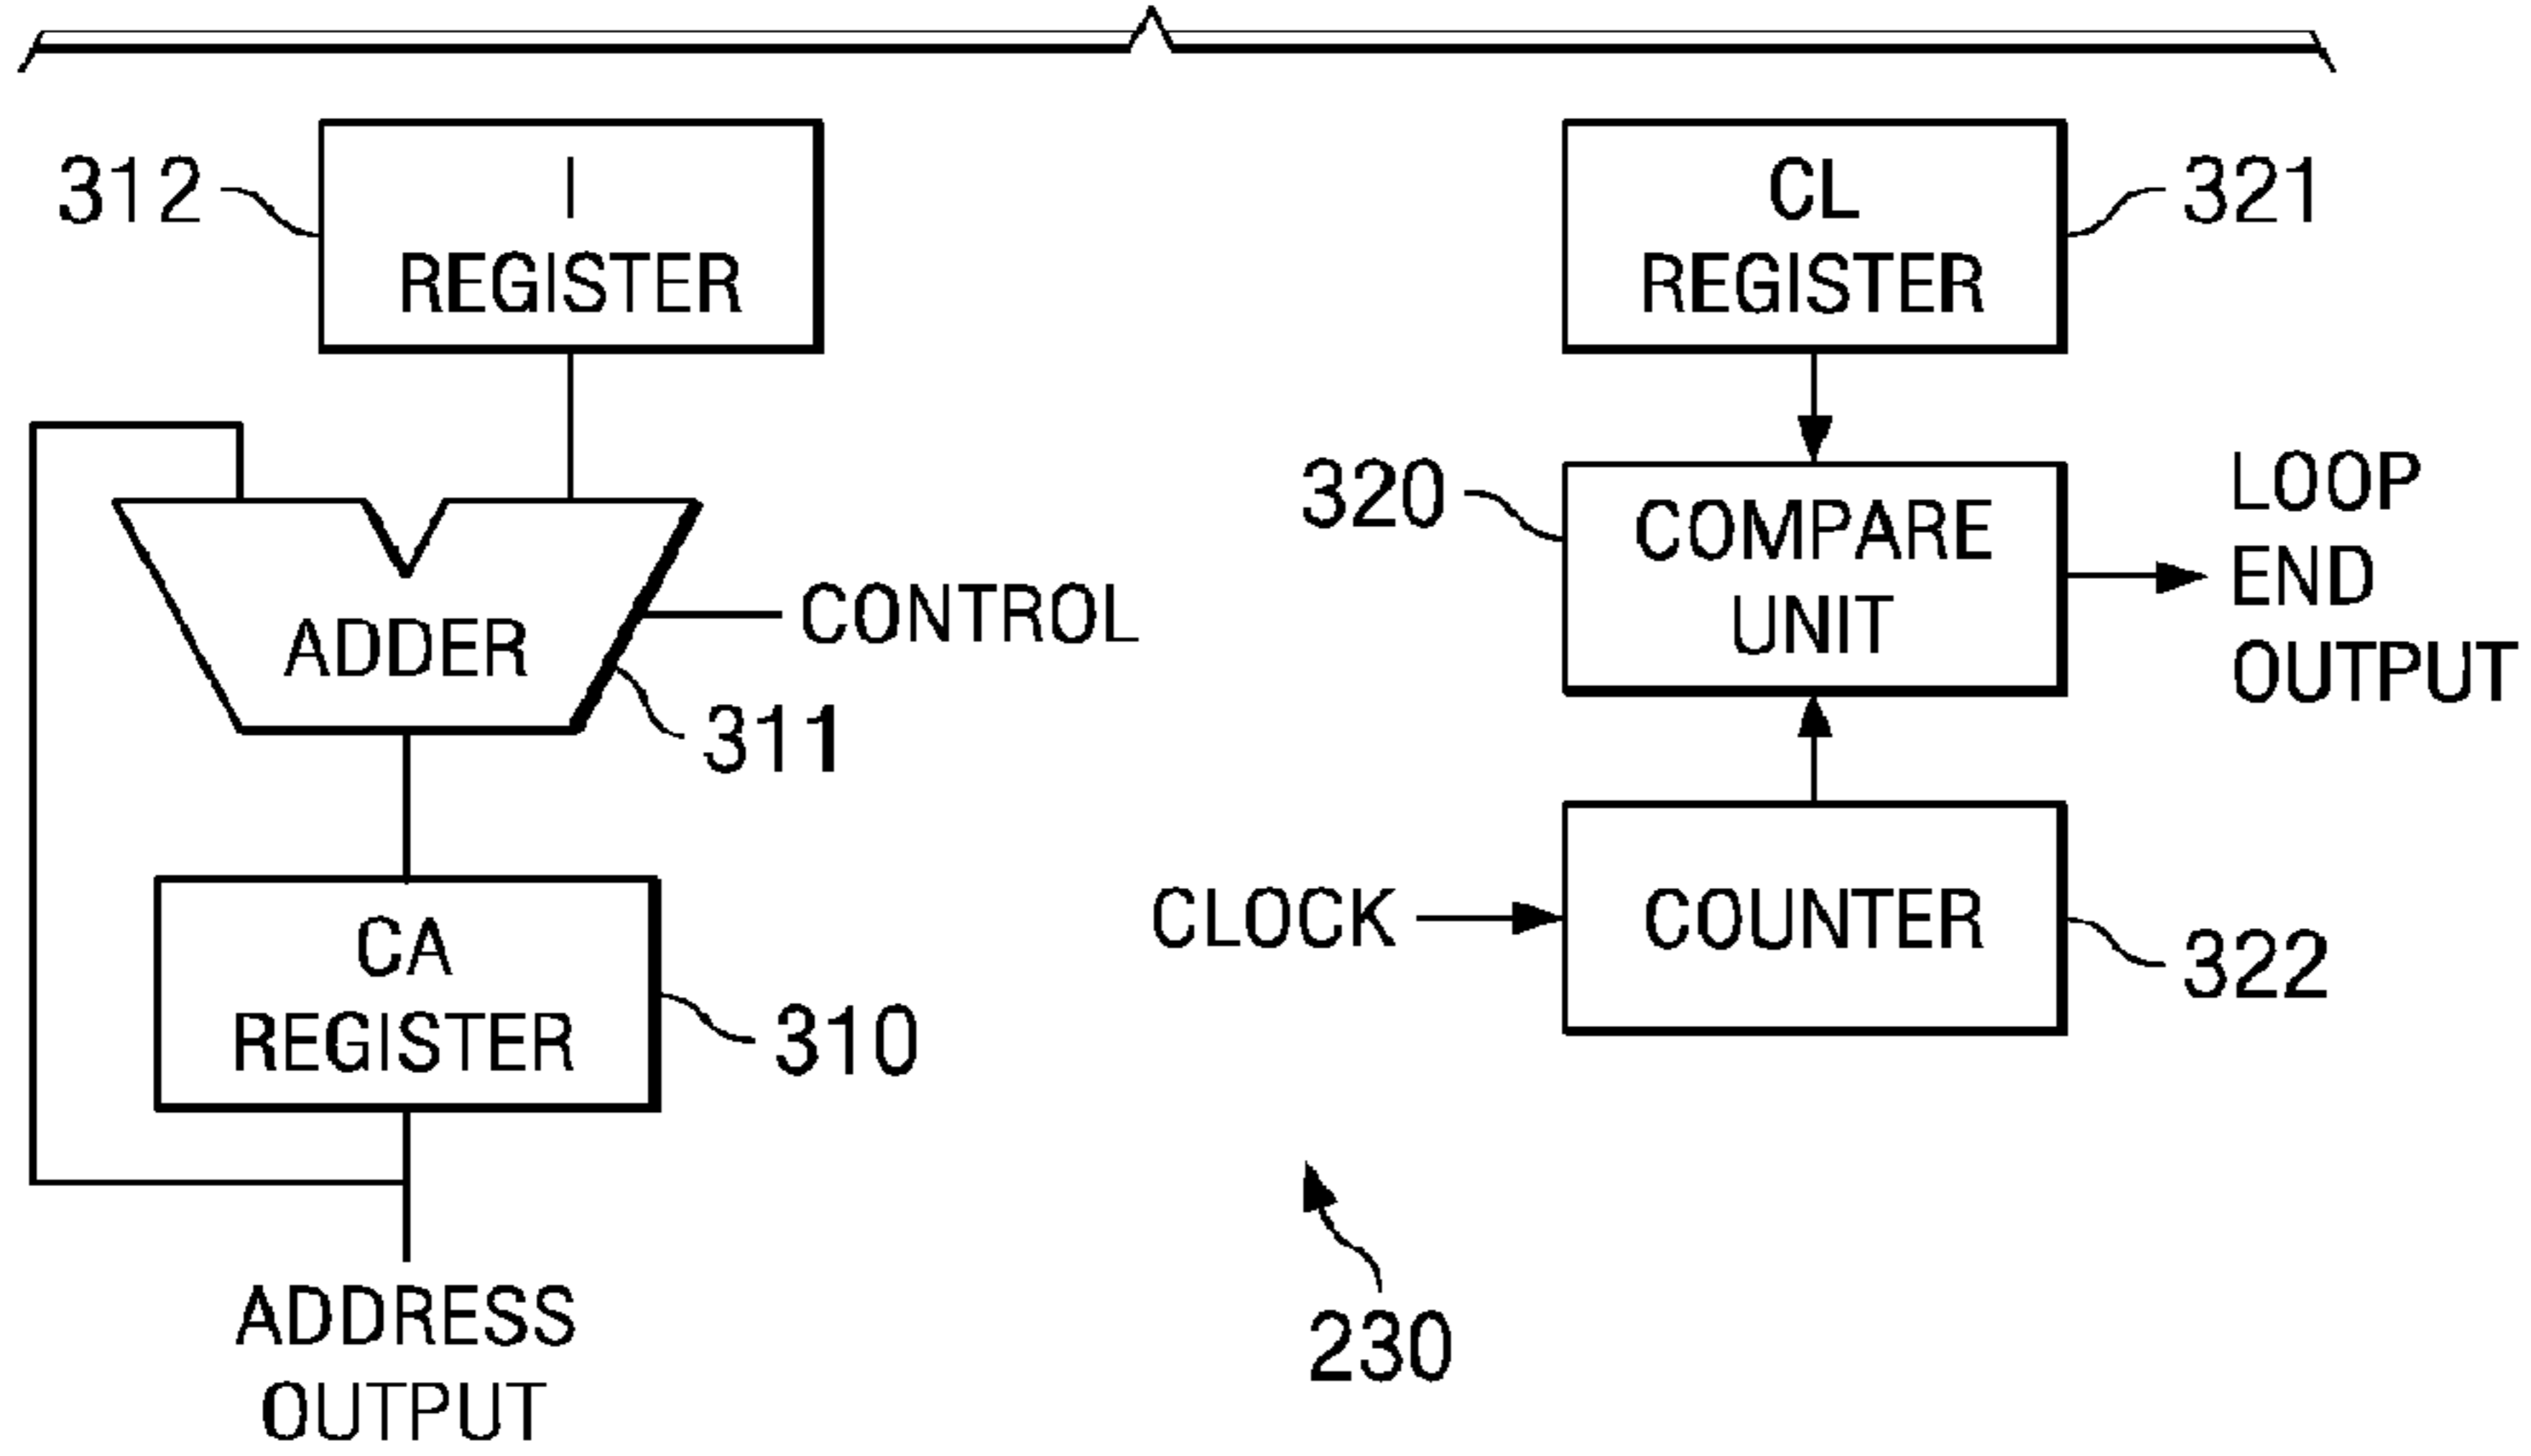 312
I
REGISTER
CL
REGISTER
321
ADDER
CONTROL
311
320
COMPARE
UNIT
LOOP
END
OUTPUT
CA
REGISTER
310
CLOCK
COUNTER
322
ADDRESS
OUTPUT
230